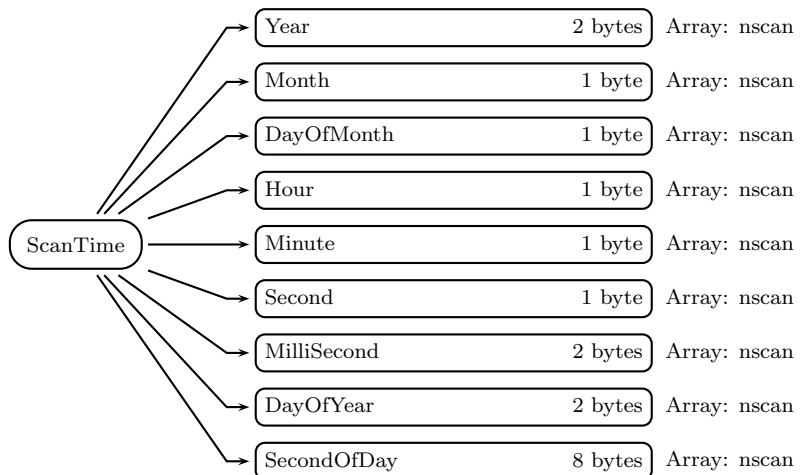 Year 2 bytes Array: nscan
Month 1 byte Array: nscan
DayOfMonth 1 byte Array: nscan
Hour 1 byte Array: nscan
ScanTime
Minute 1 byte Array: nscan
Second 1 byte Array: nscan
MilliSecond 2 bytes Array: nscan
DayOfYear 2 bytes Array: nscan
SecondOfDay 8 bytes Array: nscan